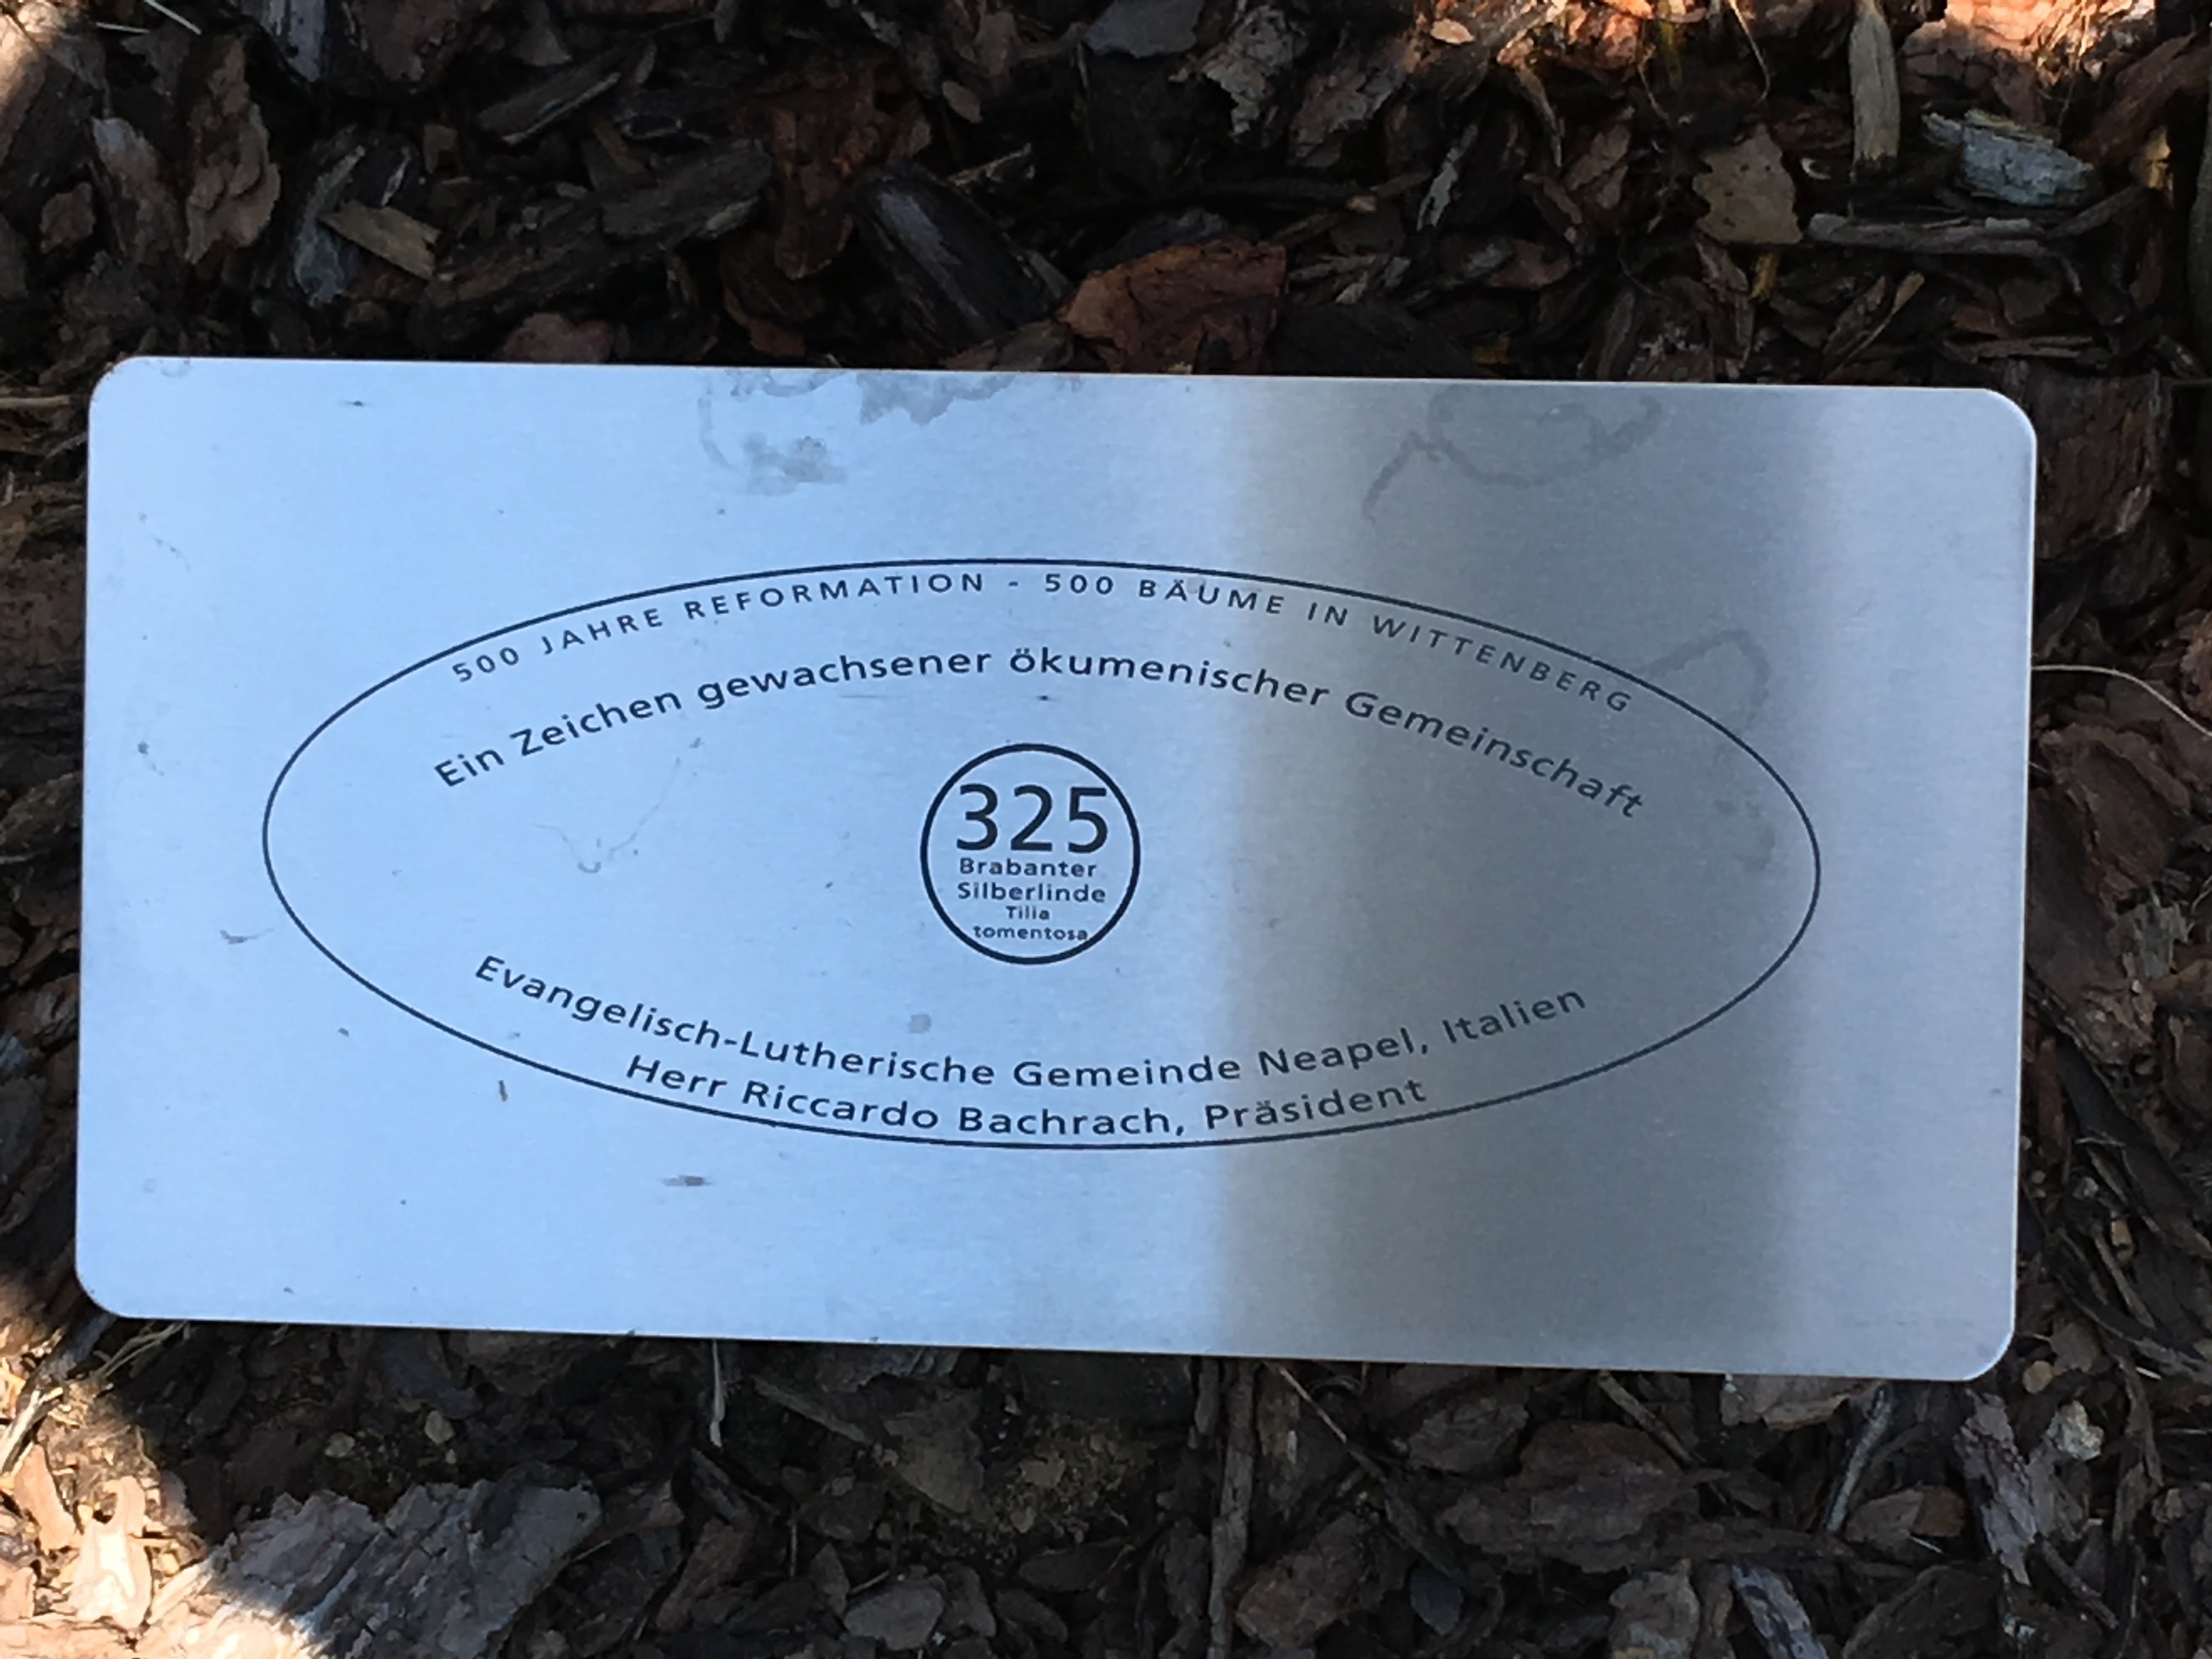 500 JAHRE REFORMATION - 500 BÄUME IN WITTENBERG
Ein Zeichen gewachsener ökumenischer Gemeinschaft
325
Brabanter
Silberlinde
Tilia
tomentosa
Evangelisch-Lutherische Gemeinde Neapel, Italien
Herr Riccardo Bachrach, Präsident